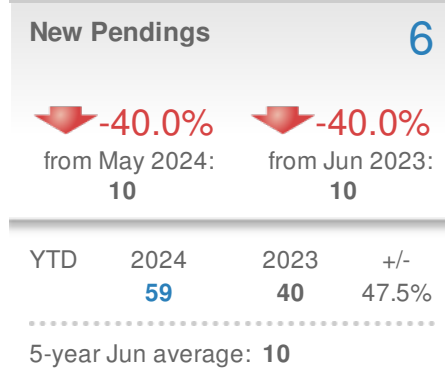 New Pendings 6
-40.0% -40.0%
from May 2024: from Jun 2023:
10 10
YTD 2024 2023 +/-
59 40 47.5%
5-year Jun average: 10